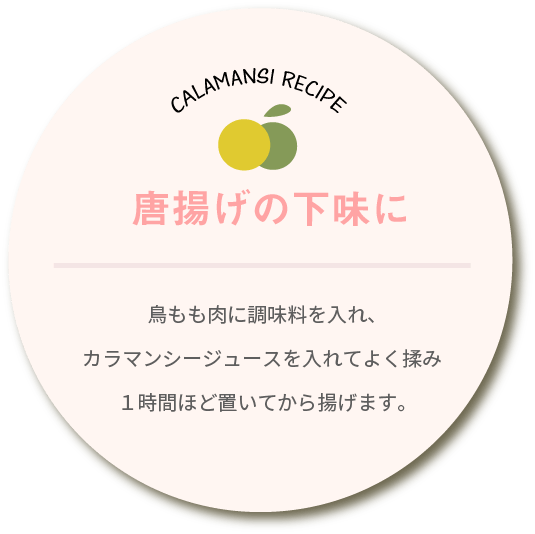 CALAMANSI RECIPE
唐揚げの下味に
鳥もも肉に調味料を入れ、
カラマンシージュースを入れてよく揉み
１時間ほど置いてから揚げます。